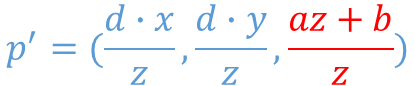 p′ = (d · x / z, d · y / z, az + b / z)